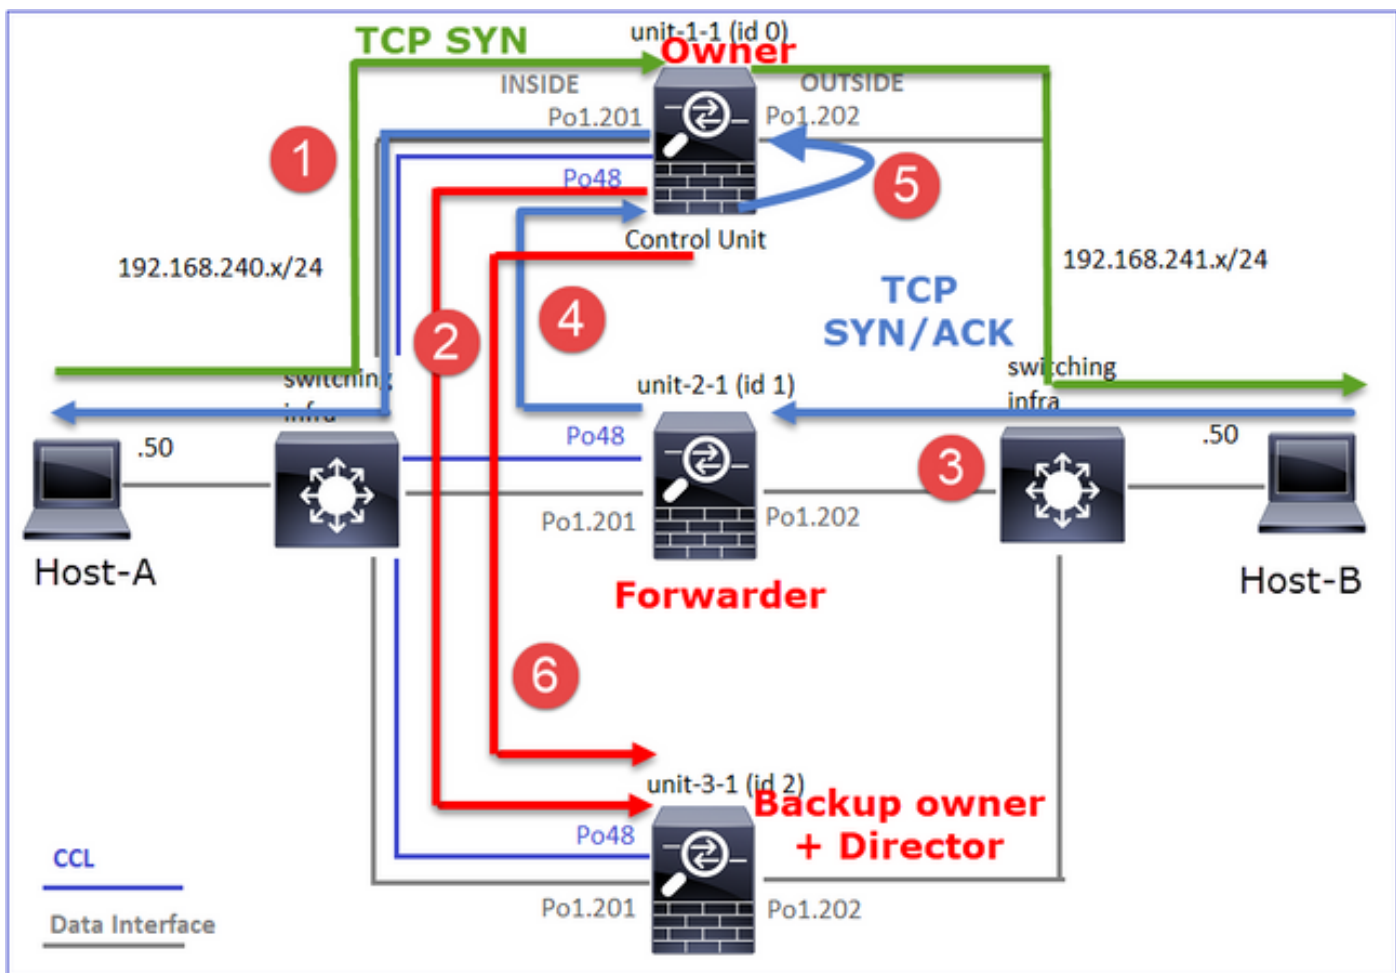 unit-1-1 (id 0)
TCP SYN
Owner
INSIDE
OUTSIDE
Po1.201
Po1.202
1
Po48
5
Control Unit
192.168.240.x/24
192.168.241.x/24
TCP
SYN/ACK
2
4
switching
infra
unit-2-1 (id 1)
switching
infra
.50
Po48
.50
3
Po1.201
Po1.202
Host-A
Host-B
Forwarder
6
unit-3-1 (id 2)
Backup owner
+ Director
Po48
CCL
Po1.201
Po1.202
Data Interface